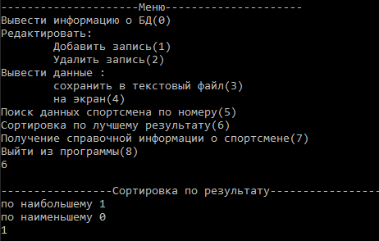 ---------------------Меню---------------------
Вывести информацию о БД(0)
Редактировать:
Добавить запись(1)
Удалить запись(2)
Вывести данные :
сохранить в текстовый файл(3)
на экран(4)
Поиск данных спортсмена по номеру(5)
Сортировка по лучшему результату(6)
Получение справочной информации о спортсмене(7)
Выйти из программы(8)
6
-----------------Сортировка по результату-----------------
по наибольшему 1
по наименьшему 0
1